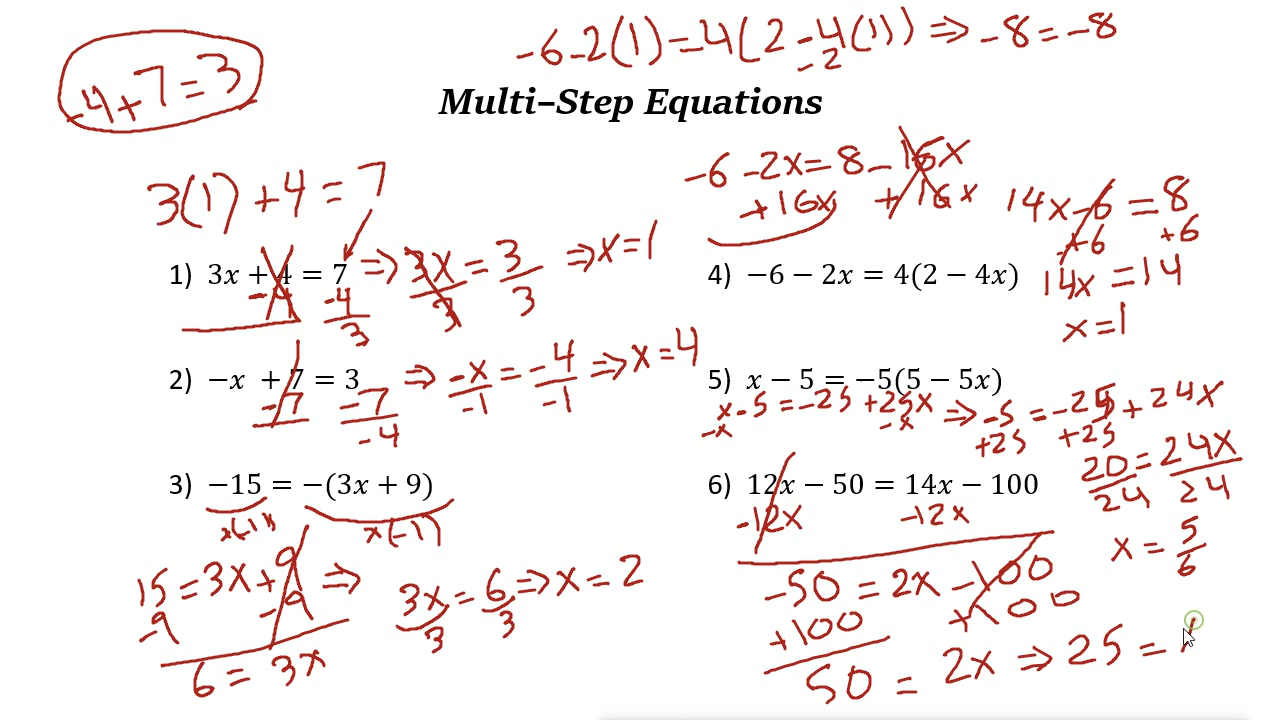 -6-2(1)=-4(2-4(1)) ⇒ -8=-8
-2
-4+7=3
Multi–Step Equations
3(1)+4=7
-6-2x=8-16x
+16x +16x
14x-6=8
+6 +6
14x=14
x=1
1) 3x + 4 = 7 ⇒ 3x/3 = 3/3 ⇒ x=1
-4 -4
3
4) −6 − 2x = 4(2 − 4x)
2) −x + 7 = 3 ⇒ -x/-1 = -4/-1 ⇒ x=4
-7 -7
-4
5) x − 5 = −5(5 − 5x)
x-5=-25+25x ⇒ -5=-25+24x
-x -x +25 +25
20/24=24x/24
x=5/6
3) −15 = −(3x + 9)
x(-1) x(-1)
15=3x+9 ⇒ 3x/3=6/3 ⇒ x=2
-9 -9
6=3x
6) 12x − 50 = 14x − 100
-12x -12x
-50=2x-100
+100 +100
50=2x ⇒ 25=